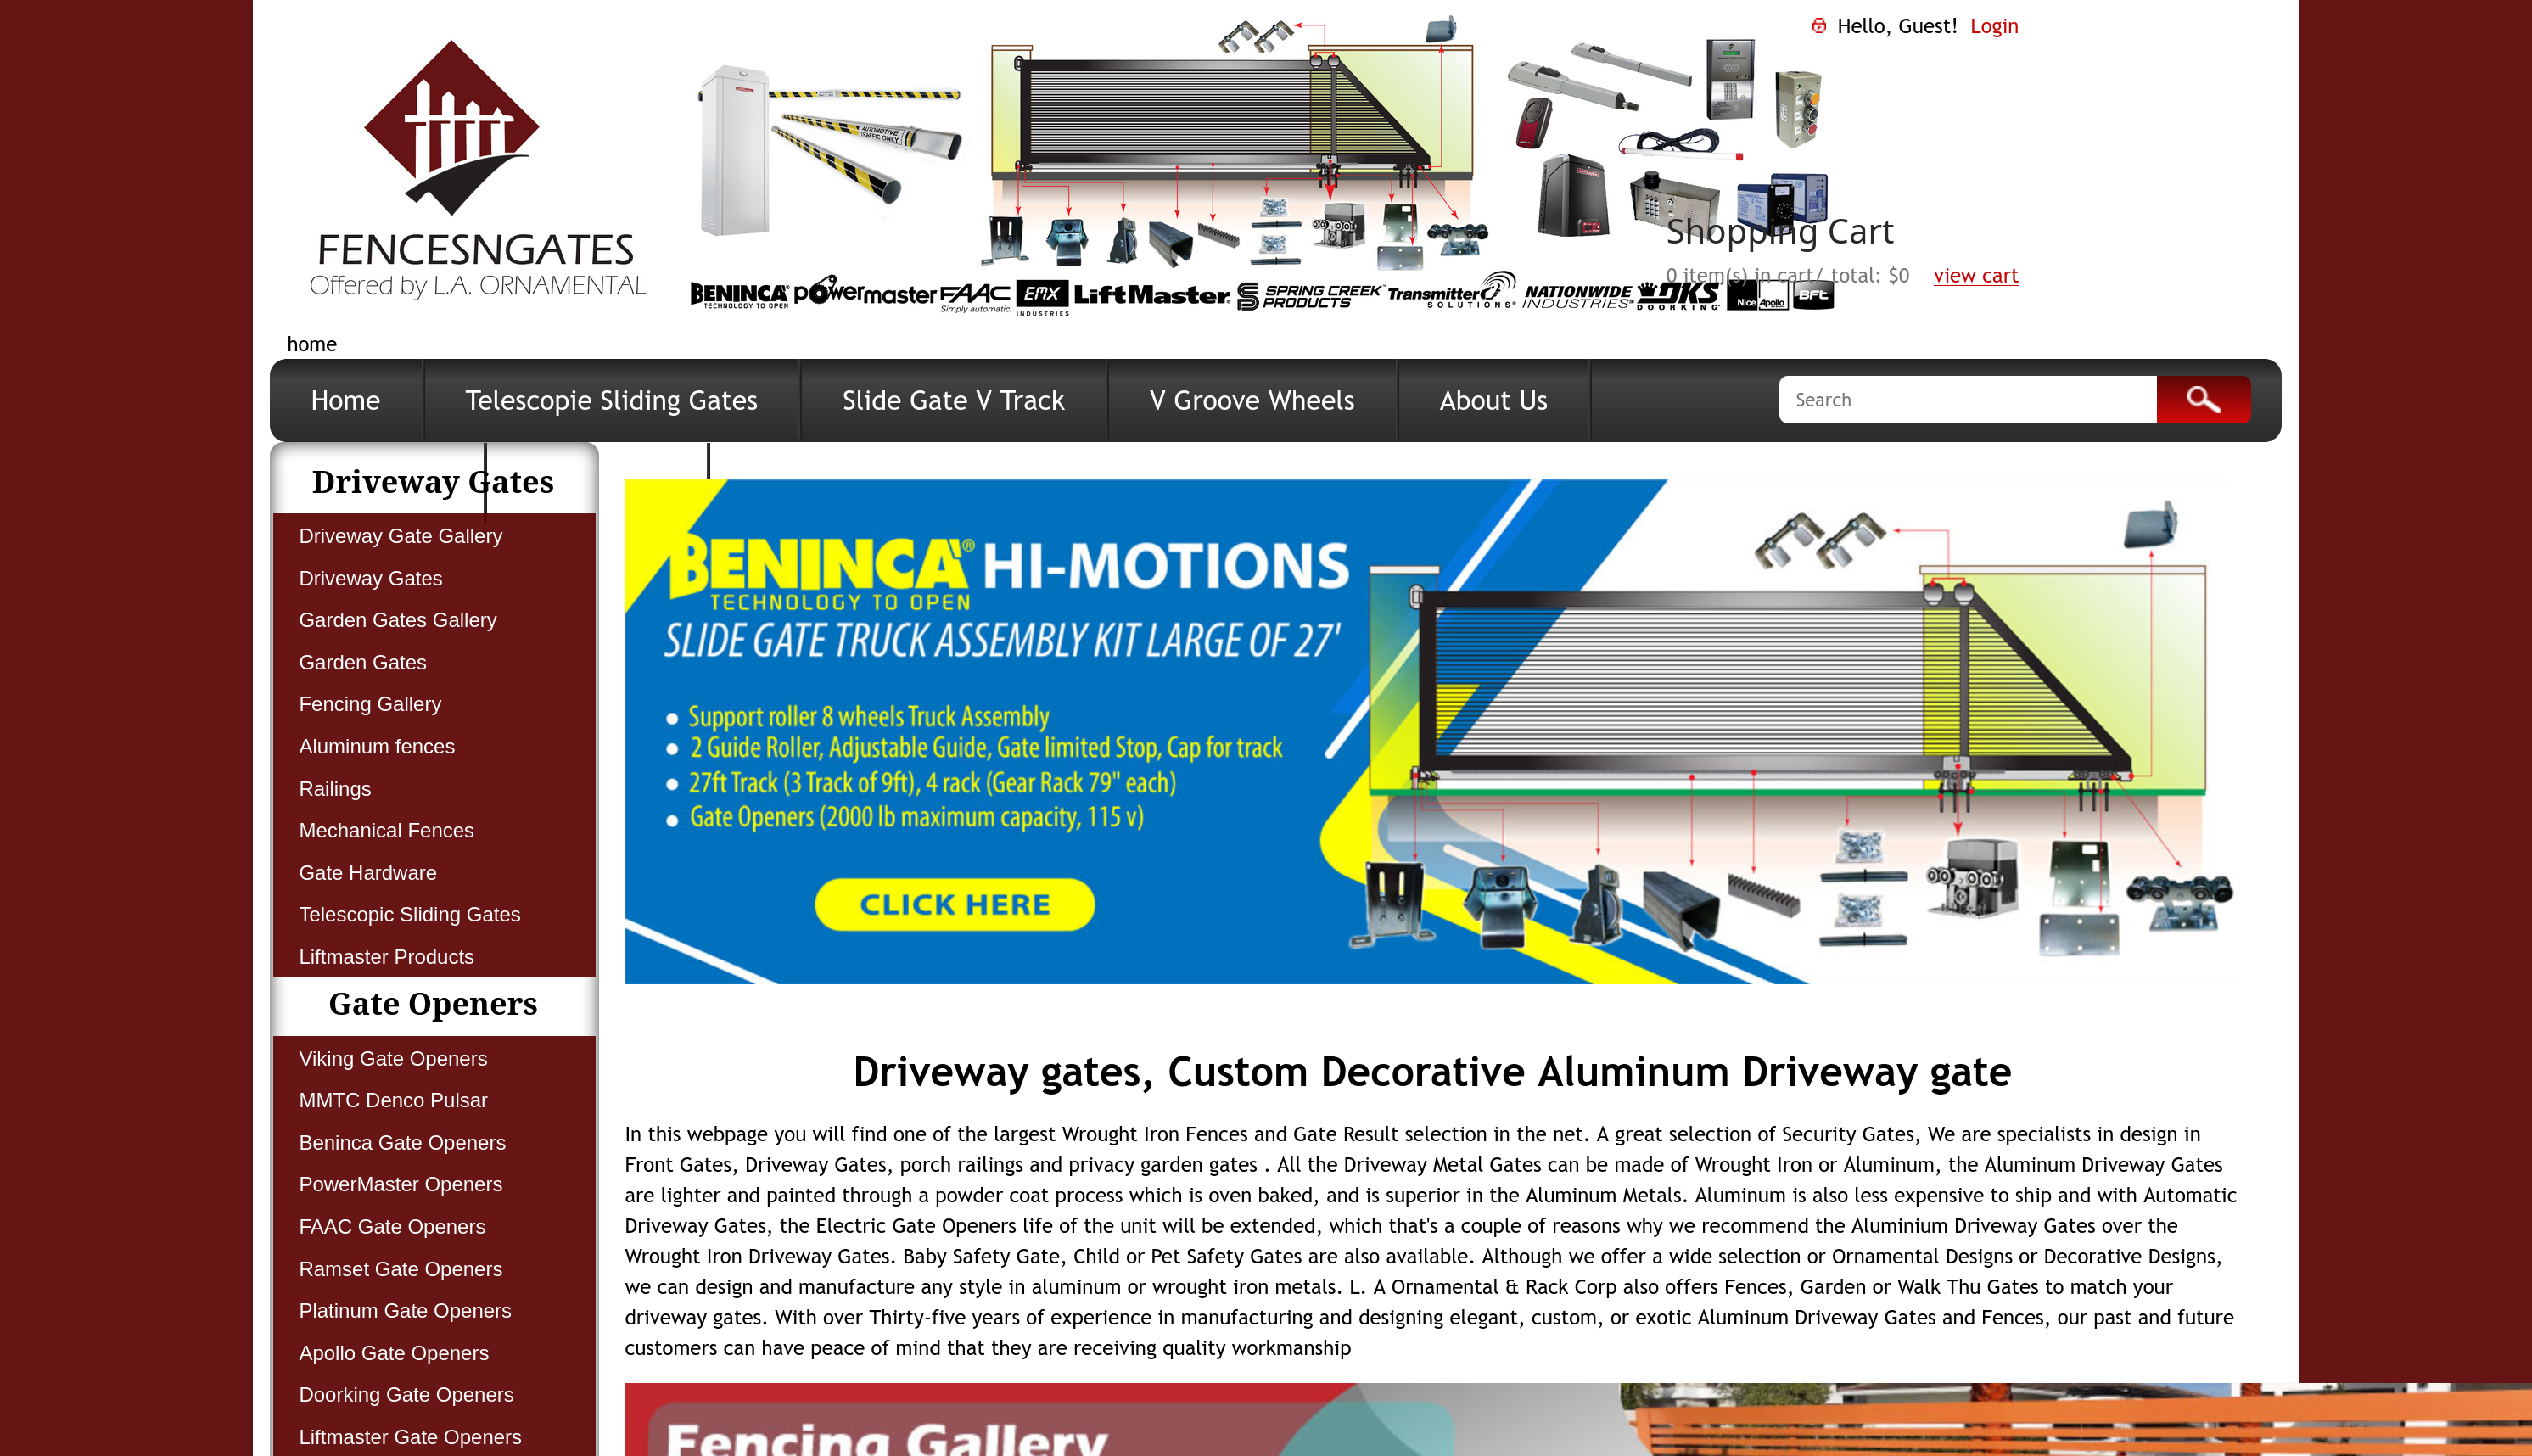 Hello, Guest! Login
AUTOMOTIVE
TRAFFIC ONLY
FENCESNGATES
Offered by L.A. ORNAMENTAL
Shopping Cart
0 item(s) in cart/ total: $0 view cart
BENINCA
TECHNOLOGY TO OPEN
powermaster
FAAC
Simply automatic.
EMX
INDUSTRIES
LiftMaster
SPRING CREEK
PRODUCTS
Transmitter
SOLUTIONS
NATIONWIDE
INDUSTRIES
DKS
DOORKING
Nice Apollo
BFT
home
Home
Telescopie Sliding Gates
Slide Gate V Track
V Groove Wheels
About Us
Search
Driveway Gates
Driveway Gate Gallery
Driveway Gates
Garden Gates Gallery
Garden Gates
Fencing Gallery
Aluminum fences
Railings
Mechanical Fences
Gate Hardware
Telescopic Sliding Gates
Liftmaster Products
Gate Openers
Viking Gate Openers
MMTC Denco Pulsar
Beninca Gate Openers
PowerMaster Openers
FAAC Gate Openers
Ramset Gate Openers
Platinum Gate Openers
Apollo Gate Openers
Doorking Gate Openers
Liftmaster Gate Openers
BENINCA® HI-MOTIONS
TECHNOLOGY TO OPEN
SLIDE GATE TRUCK ASSEMBLY KIT LARGE OF 27'
● Support roller 8 wheels Truck Assembly
● 2 Guide Roller, Adjustable Guide, Gate limited Stop, Cap for track
● 27ft Track (3 Track of 9ft), 4 rack (Gear Rack 79" each)
● Gate Openers (2000 lb maximum capacity, 115 v)
CLICK HERE
Driveway gates, Custom Decorative Aluminum Driveway gate
In this webpage you will find one of the largest Wrought Iron Fences and Gate Result selection in the net. A great selection of Security Gates, We are specialists in design in
Front Gates, Driveway Gates, porch railings and privacy garden gates . All the Driveway Metal Gates can be made of Wrought Iron or Aluminum, the Aluminum Driveway Gates
are lighter and painted through a powder coat process which is oven baked, and is superior in the Aluminum Metals. Aluminum is also less expensive to ship and with Automatic
Driveway Gates, the Electric Gate Openers life of the unit will be extended, which that's a couple of reasons why we recommend the Aluminium Driveway Gates over the
Wrought Iron Driveway Gates. Baby Safety Gate, Child or Pet Safety Gates are also available. Although we offer a wide selection or Ornamental Designs or Decorative Designs,
we can design and manufacture any style in aluminum or wrought iron metals. L. A Ornamental & Rack Corp also offers Fences, Garden or Walk Thu Gates to match your
driveway gates. With over Thirty-five years of experience in manufacturing and designing elegant, custom, or exotic Aluminum Driveway Gates and Fences, our past and future
customers can have peace of mind that they are receiving quality workmanship
Fencing Gallery